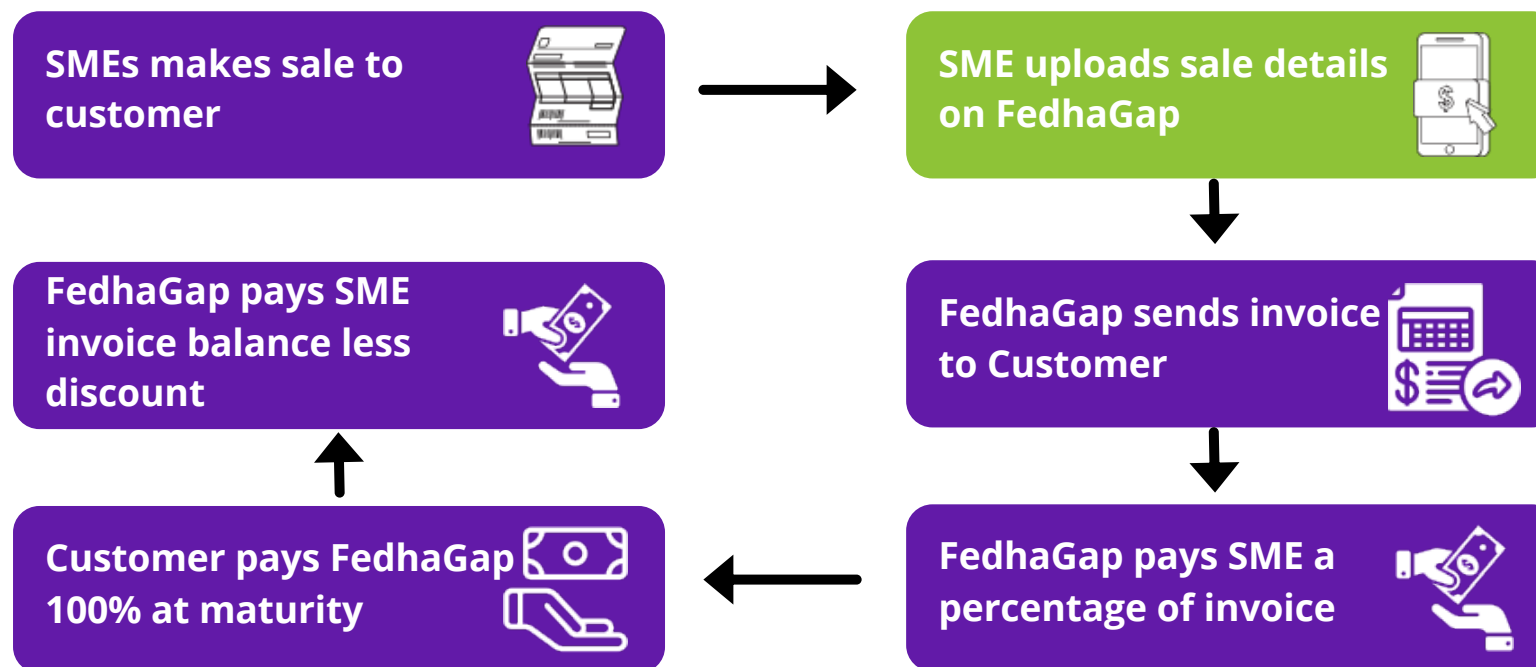 SMEs makes sale to
customer
SME uploads sale details
on FedhaGap
FedhaGap sends invoice
to Customer
FedhaGap pays SME a
percentage of invoice
Customer pays FedhaGap
100% at maturity
FedhaGap pays SME
invoice balance less
discount